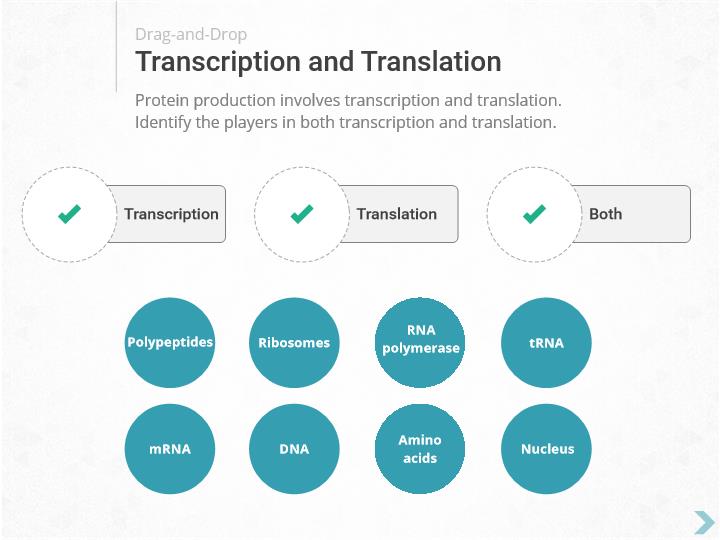 Drag-and-Drop
Transcription and Translation
Protein production involves transcription and translation.
Identify the players in both transcription and translation.
Transcription
Translation
Both
Polypeptides
Ribosomes
RNA
polymerase
tRNA
mRNA
DNA
Amino
acids
Nucleus